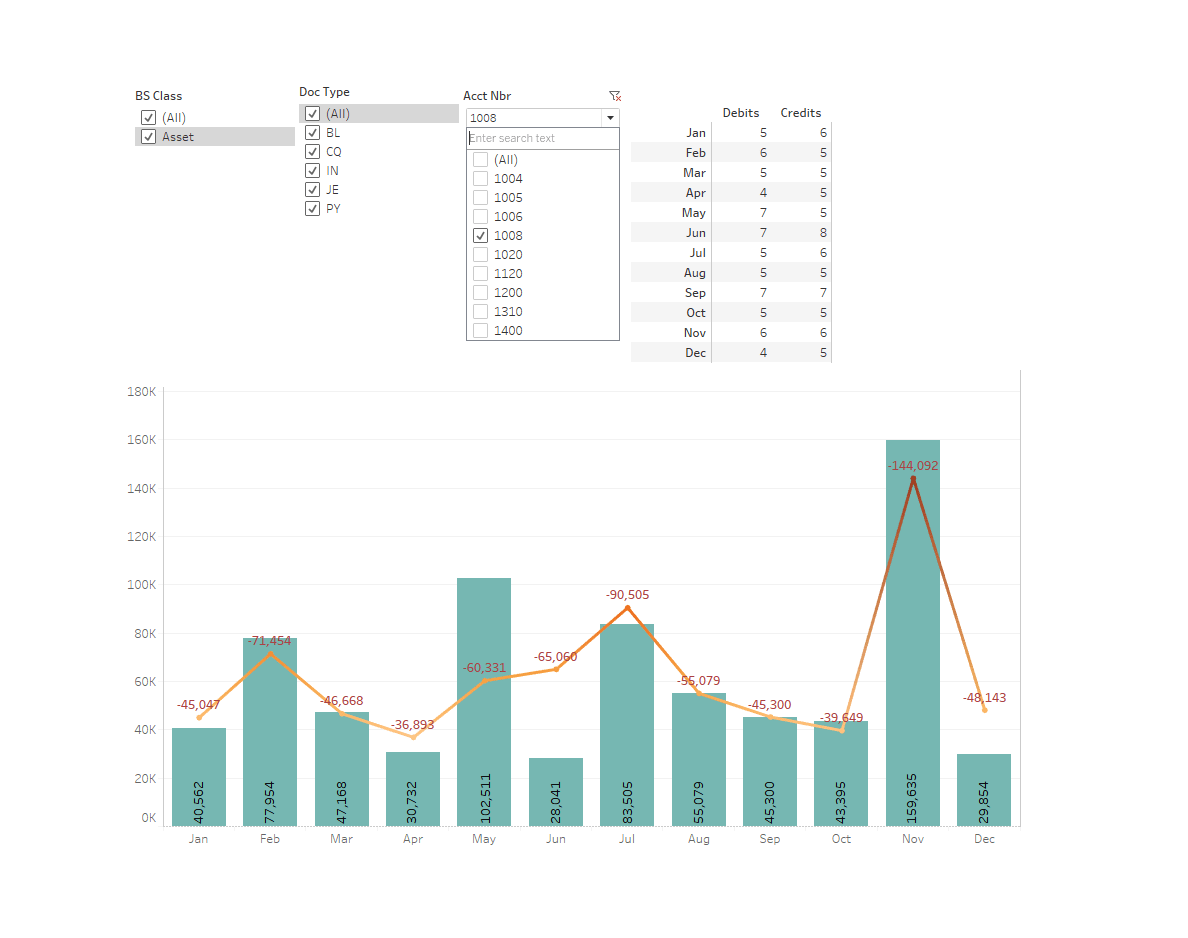 BS Class
(All)
Asset
Doc Type
(All)
BL
CQ
IN
JE
PY
Acct Nbr
1008
Enter search text
(All)
1004
1005
1006
1008
1020
1120
1200
1310
1400
Debits Credits
Jan 5 6
Feb 6 5
Mar 5 5
Apr 4 5
May 7 5
Jun 7 8
Jul 5 6
Aug 5 5
Sep 7 7
Oct 5 5
Nov 6 6
Dec 4 5
180K
160K
140K
120K
100K
80K
60K
40K
20K
0K
-45,047
-71,454
-46,668
-36,893
-60,331
-65,060
-90,505
-55,079
-45,300
-39,649
-144,092
-48,143
40,562
77,954
47,168
30,732
102,511
28,041
83,505
55,079
45,300
43,395
159,635
29,854
Jan Feb Mar Apr May Jun Jul Aug Sep Oct Nov Dec